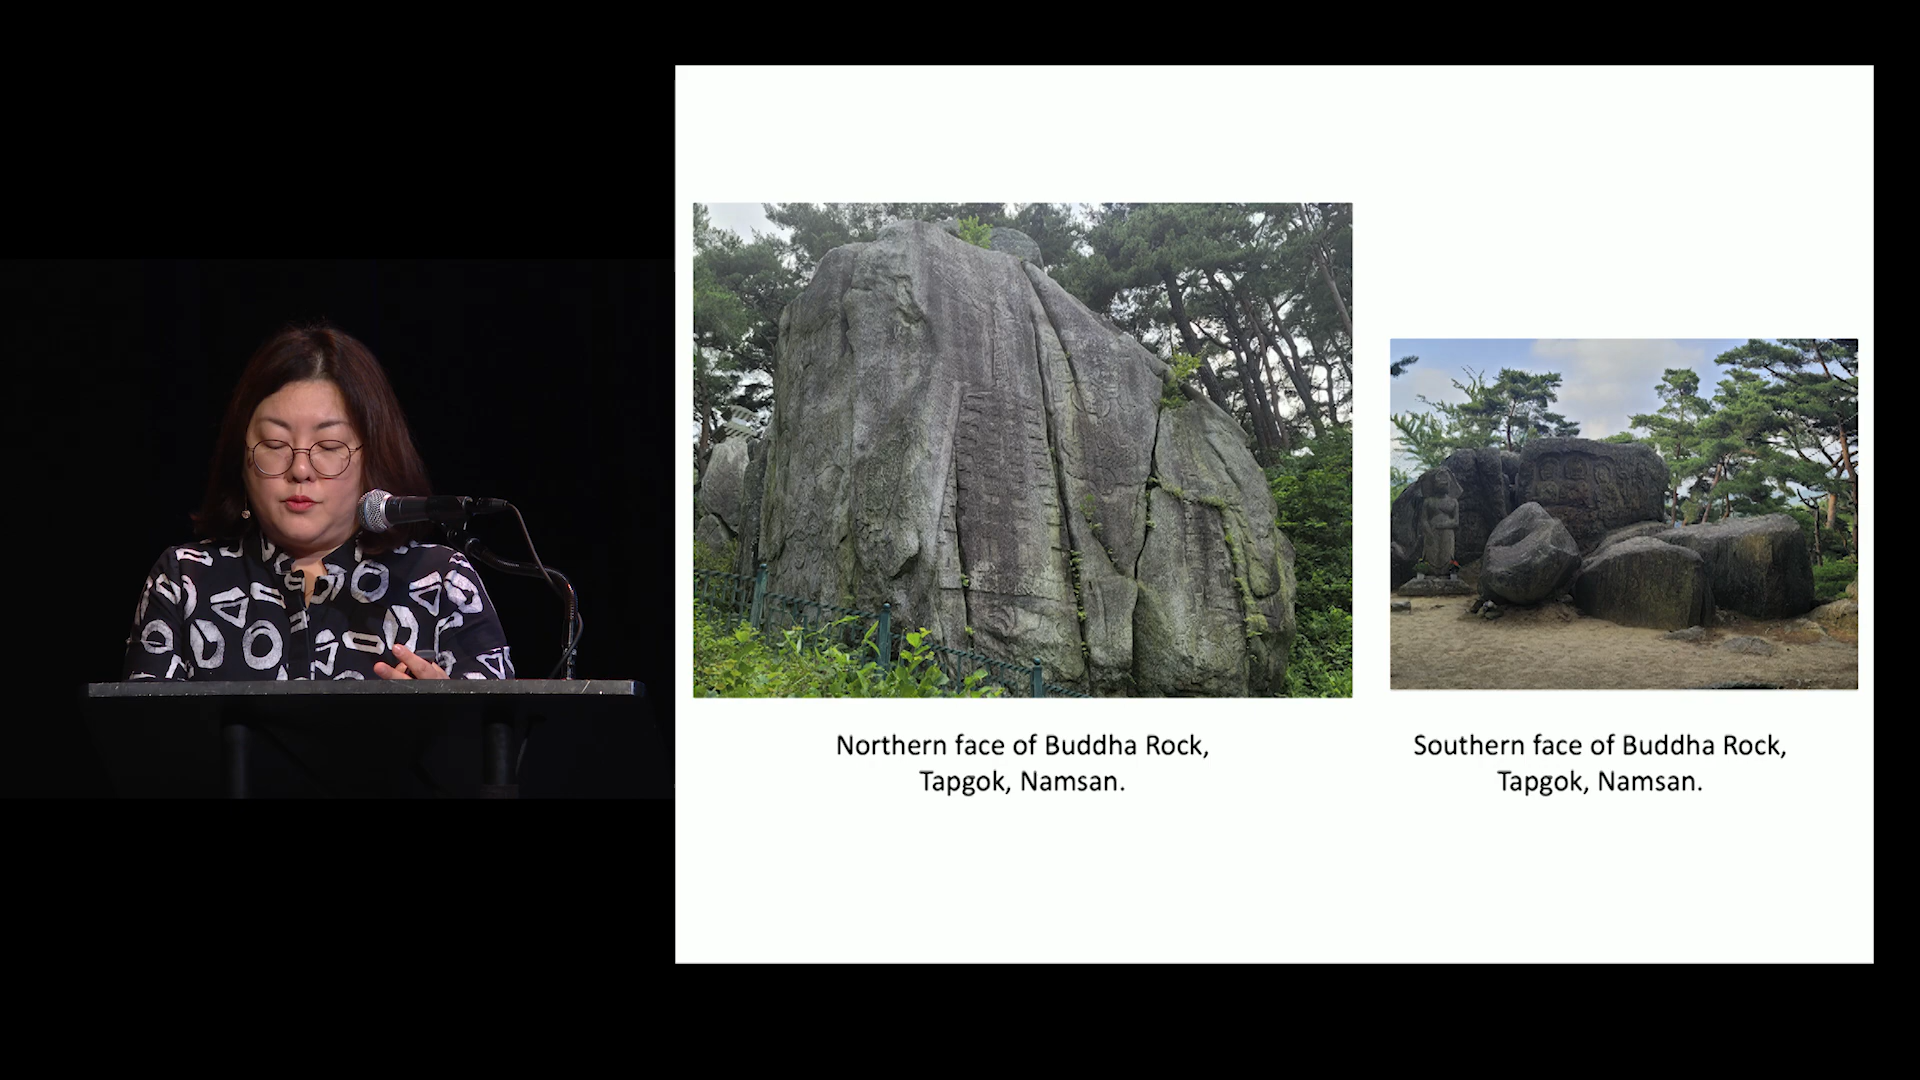 Northern face of Buddha Rock,
Tapgok, Namsan.
Southern face of Buddha Rock,
Tapgok, Namsan.